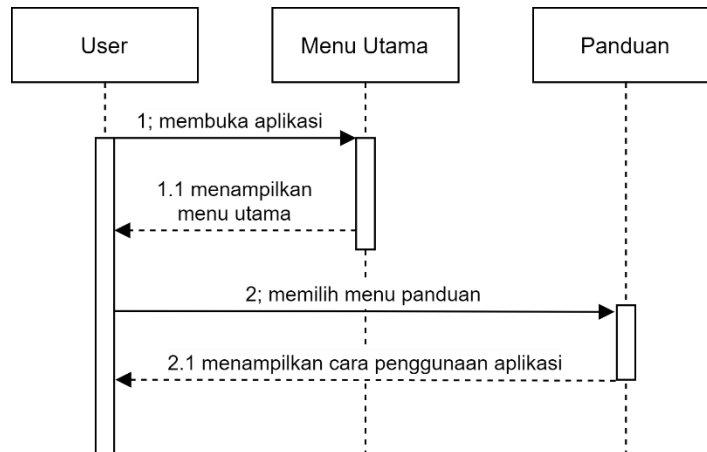 User
Menu Utama
Panduan
1; membuka aplikasi
1.1 menampilkan
menu utama
2; memilih menu panduan
2.1 menampilkan cara penggunaan aplikasi